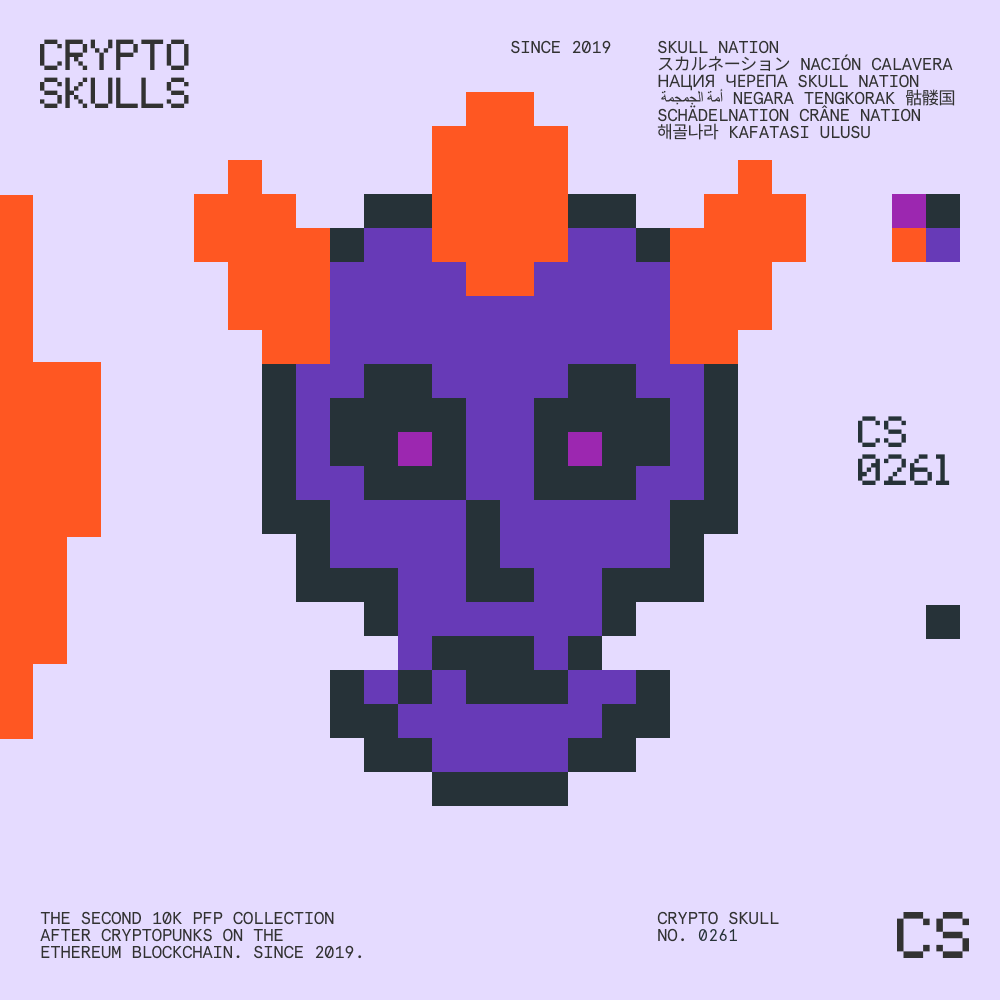 CRYPTO
SKULLS
SINCE 2019
SKULL NATION
スカルネーション NACIÓN CALAVERA
НАЦИЯ ЧЕРЕПА SKULL NATION
أمة الجمجمة NEGARA TENGKORAK 骷髅国
SCHÄDELNATION CRÂNE NATION
해골나라 KAFATASI ULUSU
CS
0261
THE SECOND 10K PFP COLLECTION
AFTER CRYPTOPUNKS ON THE
ETHEREUM BLOCKCHAIN. SINCE 2019.
CRYPTO SKULL
NO. 0261
CS